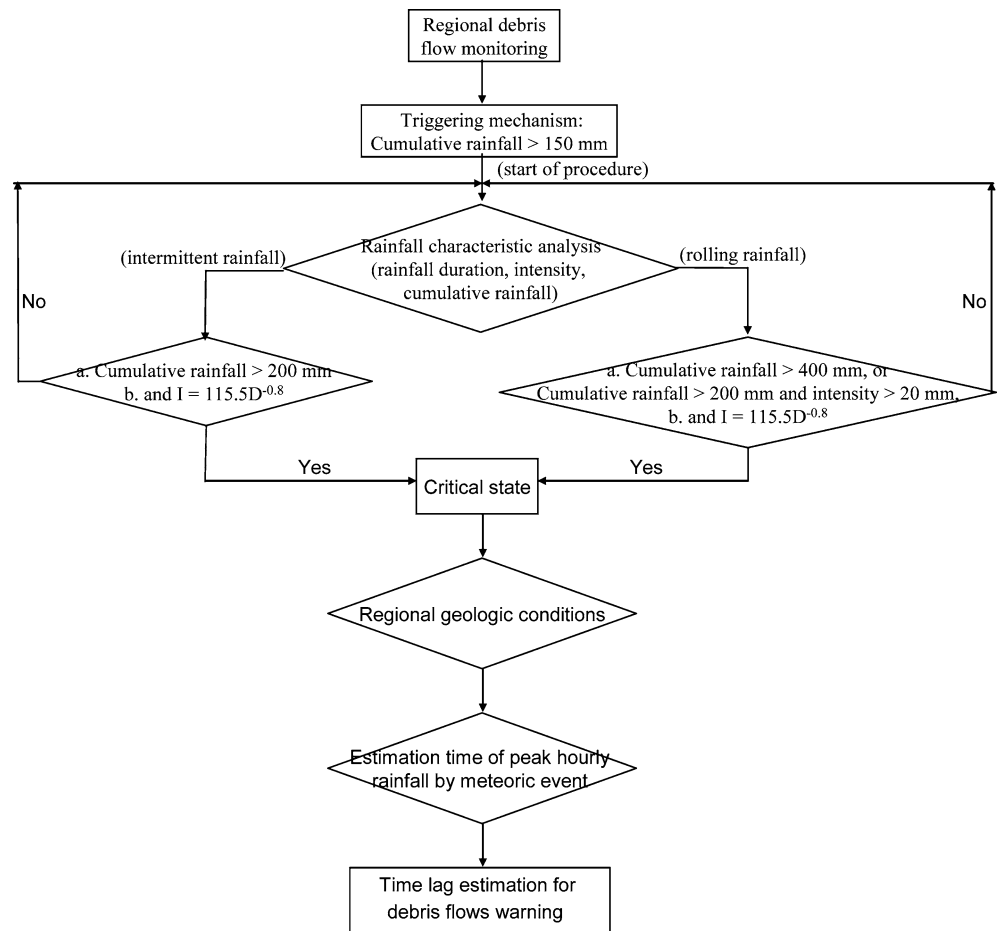 Regional debris
flow monitoring
Triggering mechanism:
Cumulative rainfall > 150 mm
(start of procedure)
Rainfall characteristic analysis
(rainfall duration, intensity,
cumulative rainfall)
(intermittent rainfall)
(rolling rainfall)
No
No
a. Cumulative rainfall > 200 mm
b. and I = 115.5D-0.8
a. Cumulative rainfall > 400 mm, or
Cumulative rainfall > 200 mm and intensity > 20 mm,
b. and I = 115.5D-0.8
Yes
Yes
Critical state
Regional geologic conditions
Estimation time of peak hourly
rainfall by meteoric event
Time lag estimation for
debris flows warning